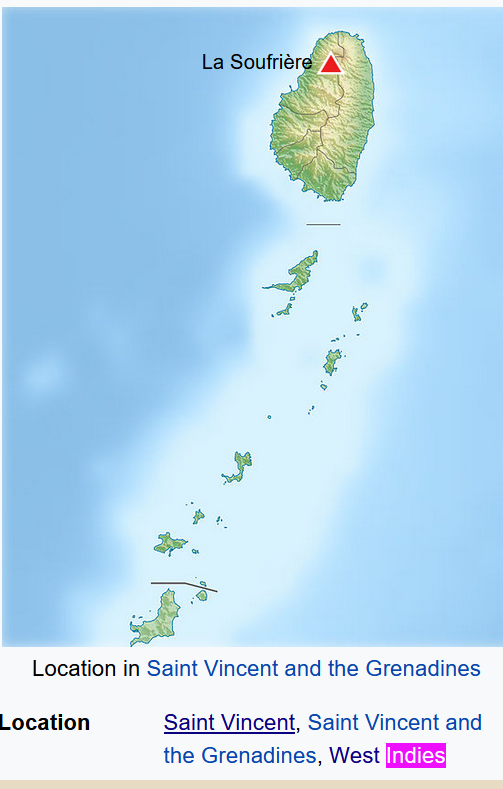 La Soufrière
Location in Saint Vincent and the Grenadines
Location
Saint Vincent, Saint Vincent and
the Grenadines, West Indies